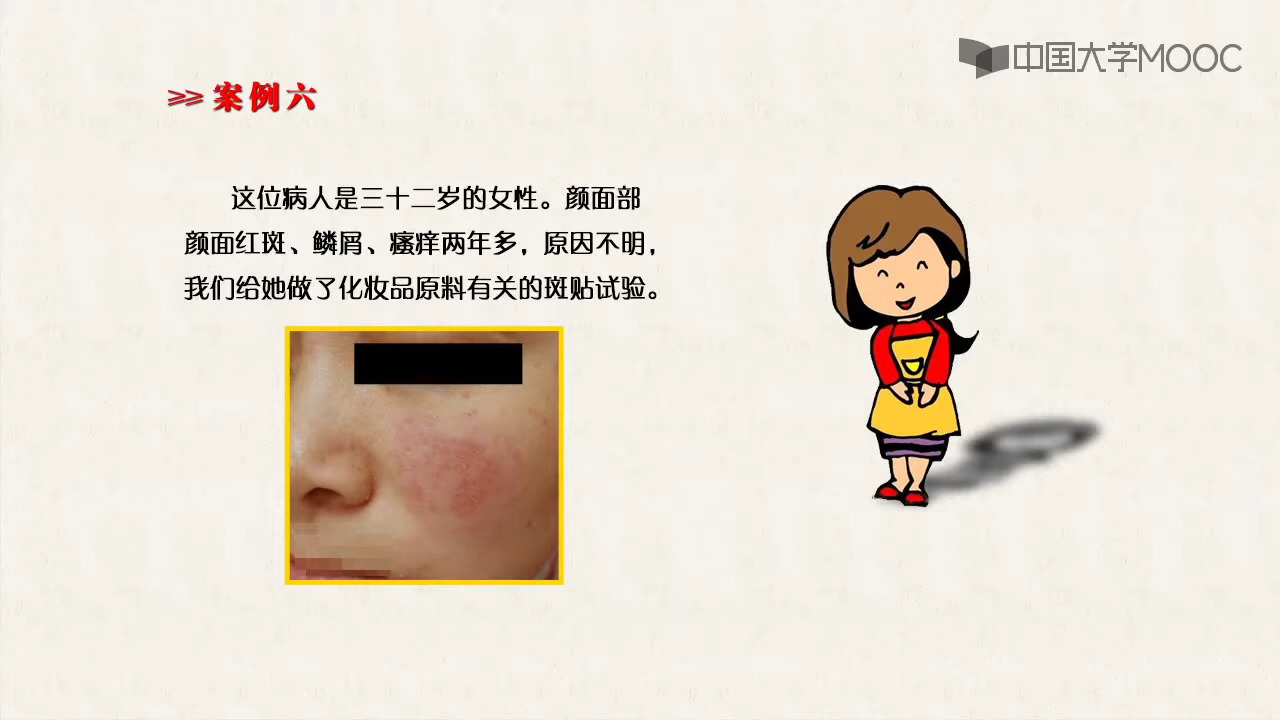 中国大学MOOC
>> 案例六
这位病人是三十二岁的女性。颜面部
颜面红斑、鳞屑、瘙痒两年多，原因不明，
我们给她做了化妆品原料有关的斑贴试验。